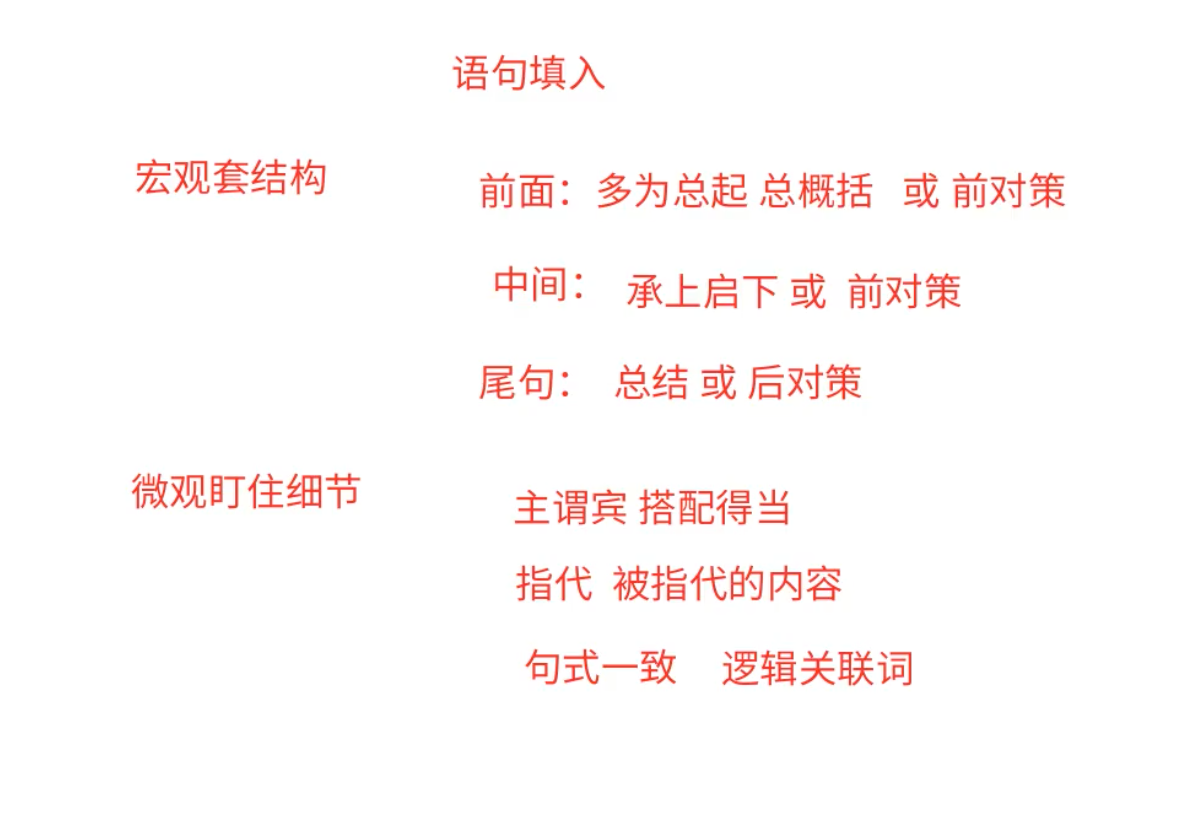 语句填入
宏观套结构
前面：多为总起 总概括 或 前对策
中间： 承上启下 或 前对策
尾句： 总结 或 后对策
微观盯住细节
主谓宾 搭配得当
指代 被指代的内容
句式一致 逻辑关联词